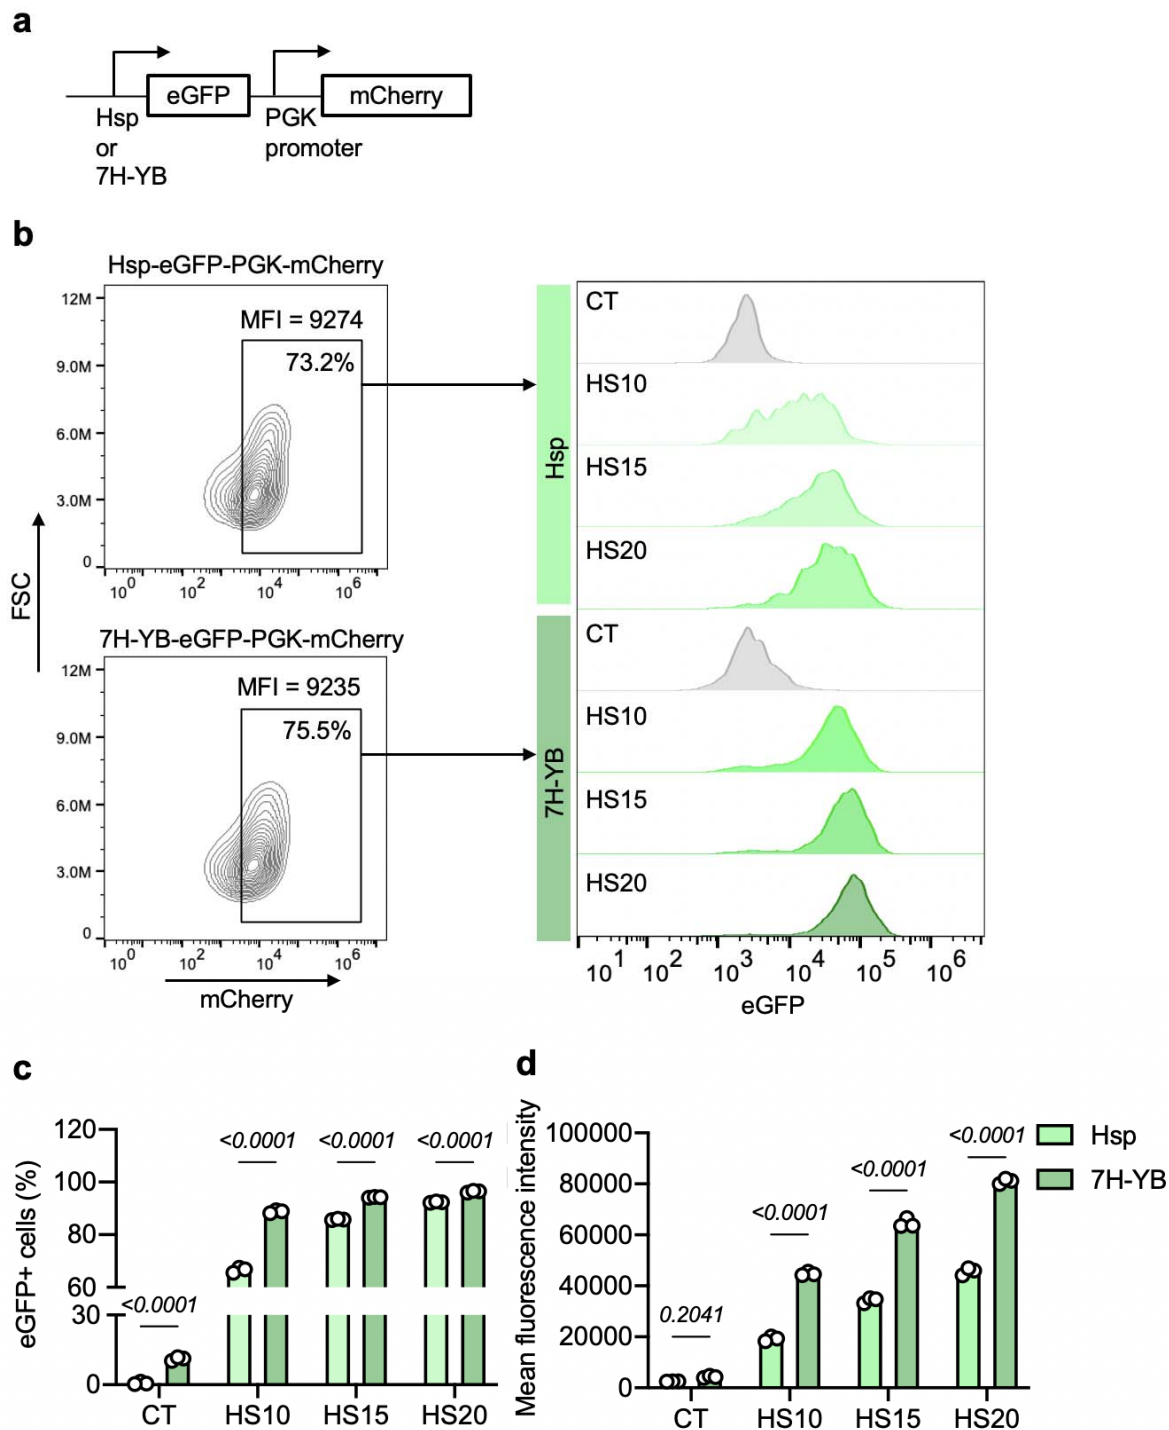 a
eGFP
mCherry
Hsp
or
7H-YB
PGK
promoter
b
Hsp-eGFP-PGK-mCherry
12M
9.0M
6.0M
3.0M
0
MFI = 9274
73.2%
10^0 10^2 10^4 10^6
FSC
7H-YB-eGFP-PGK-mCherry
12M
9.0M
6.0M
3.0M
0
MFI = 9235
75.5%
10^0 10^2 10^4 10^6
mCherry
Hsp
CT
HS10
HS15
HS20
7H-YB
CT
HS10
HS15
HS20
10^1 10^2 10^3 10^4 10^5 10^6
eGFP
c
eGFP+ cells (%)
120
100
80
60
30
0
<0.0001
<0.0001
<0.0001
<0.0001
CT HS10 HS15 HS20
d
Mean fluorescence intensity
100000
80000
60000
40000
20000
0
0.2041
<0.0001
<0.0001
<0.0001
CT HS10 HS15 HS20
Hsp
7H-YB